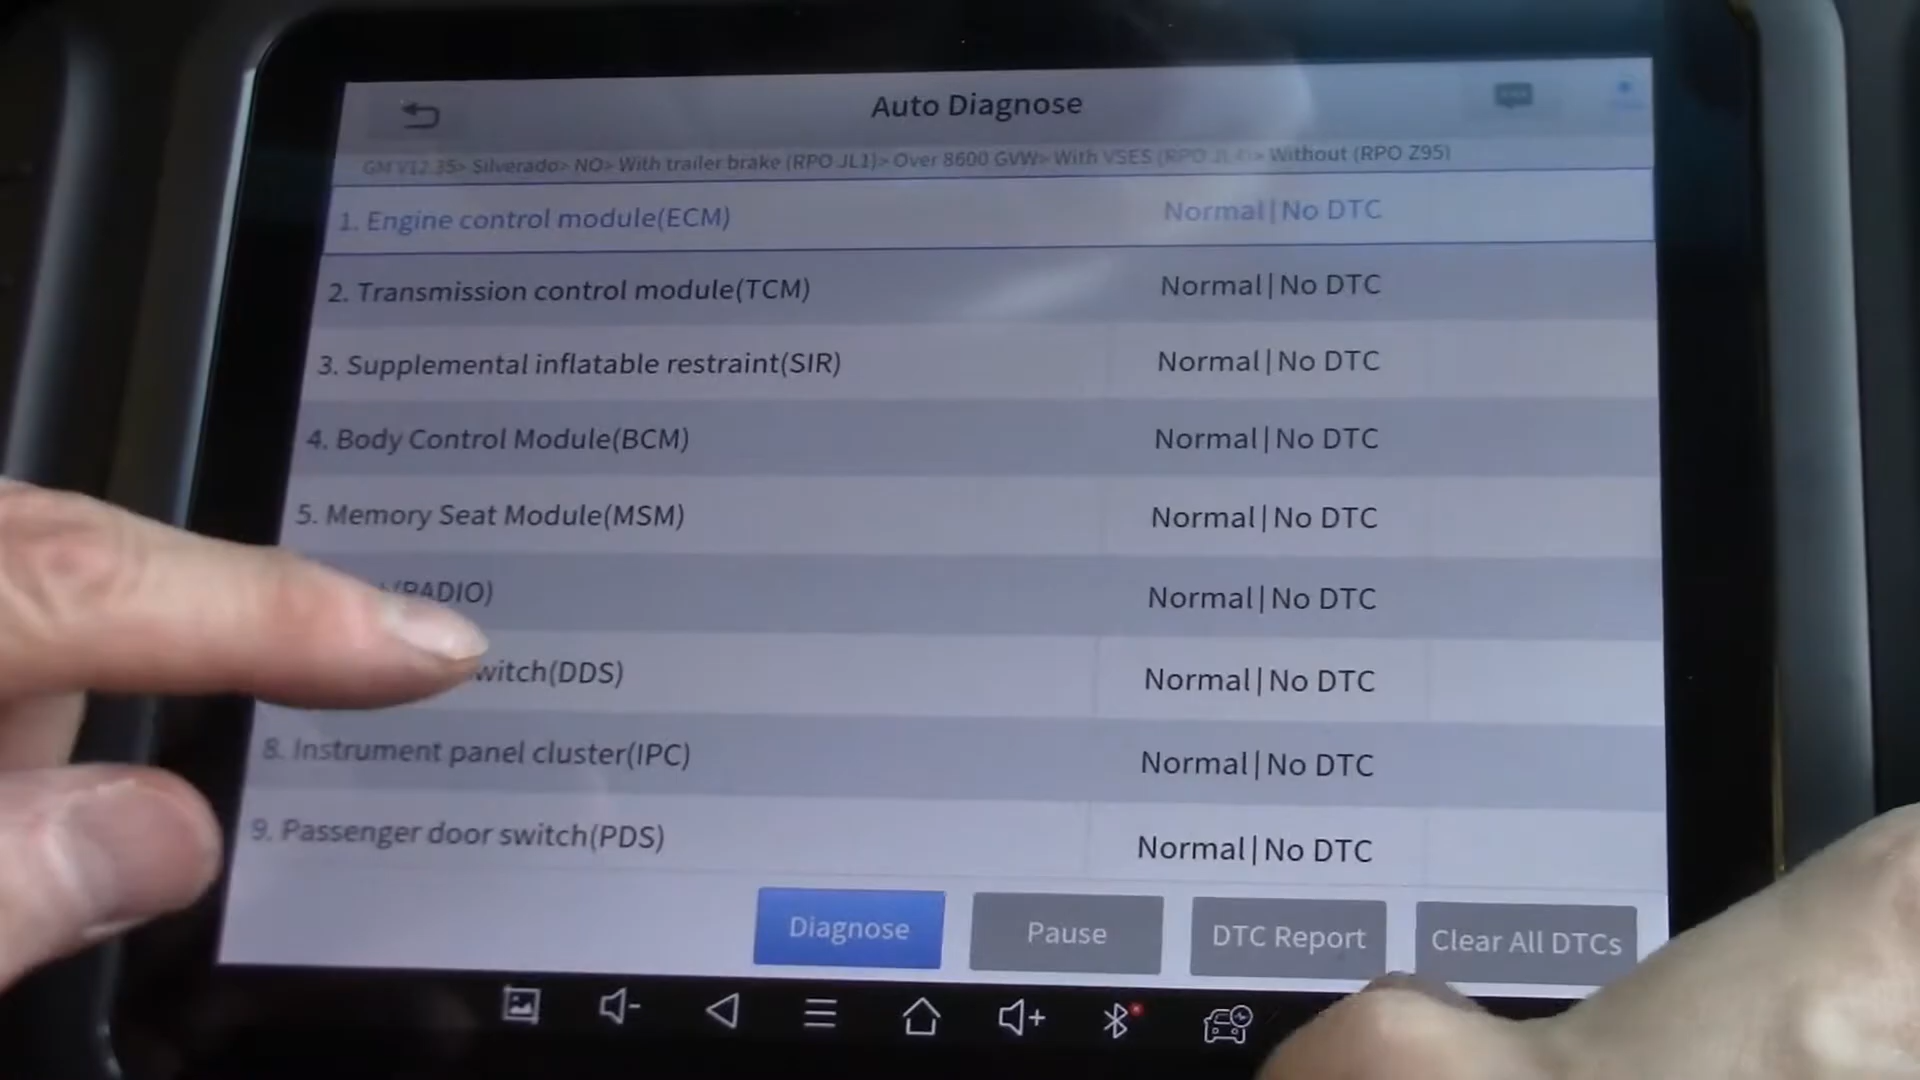 Auto Diagnose
GM V12.35> Silverado> NO> With trailer brake (RPO JL1)> Over 8600 GVW> With VSES (RPO JL4)> Without (RPO Z95)
1. Engine control module(ECM) Normal|No DTC
2. Transmission control module(TCM) Normal|No DTC
3. Supplemental inflatable restraint(SIR) Normal|No DTC
4. Body Control Module(BCM) Normal|No DTC
5. Memory Seat Module(MSM) Normal|No DTC
(RADIO) Normal|No DTC
witch(DDS) Normal|No DTC
8. Instrument panel cluster(IPC) Normal|No DTC
9. Passenger door switch(PDS) Normal|No DTC
Diagnose Pause DTC Report Clear All DTCs